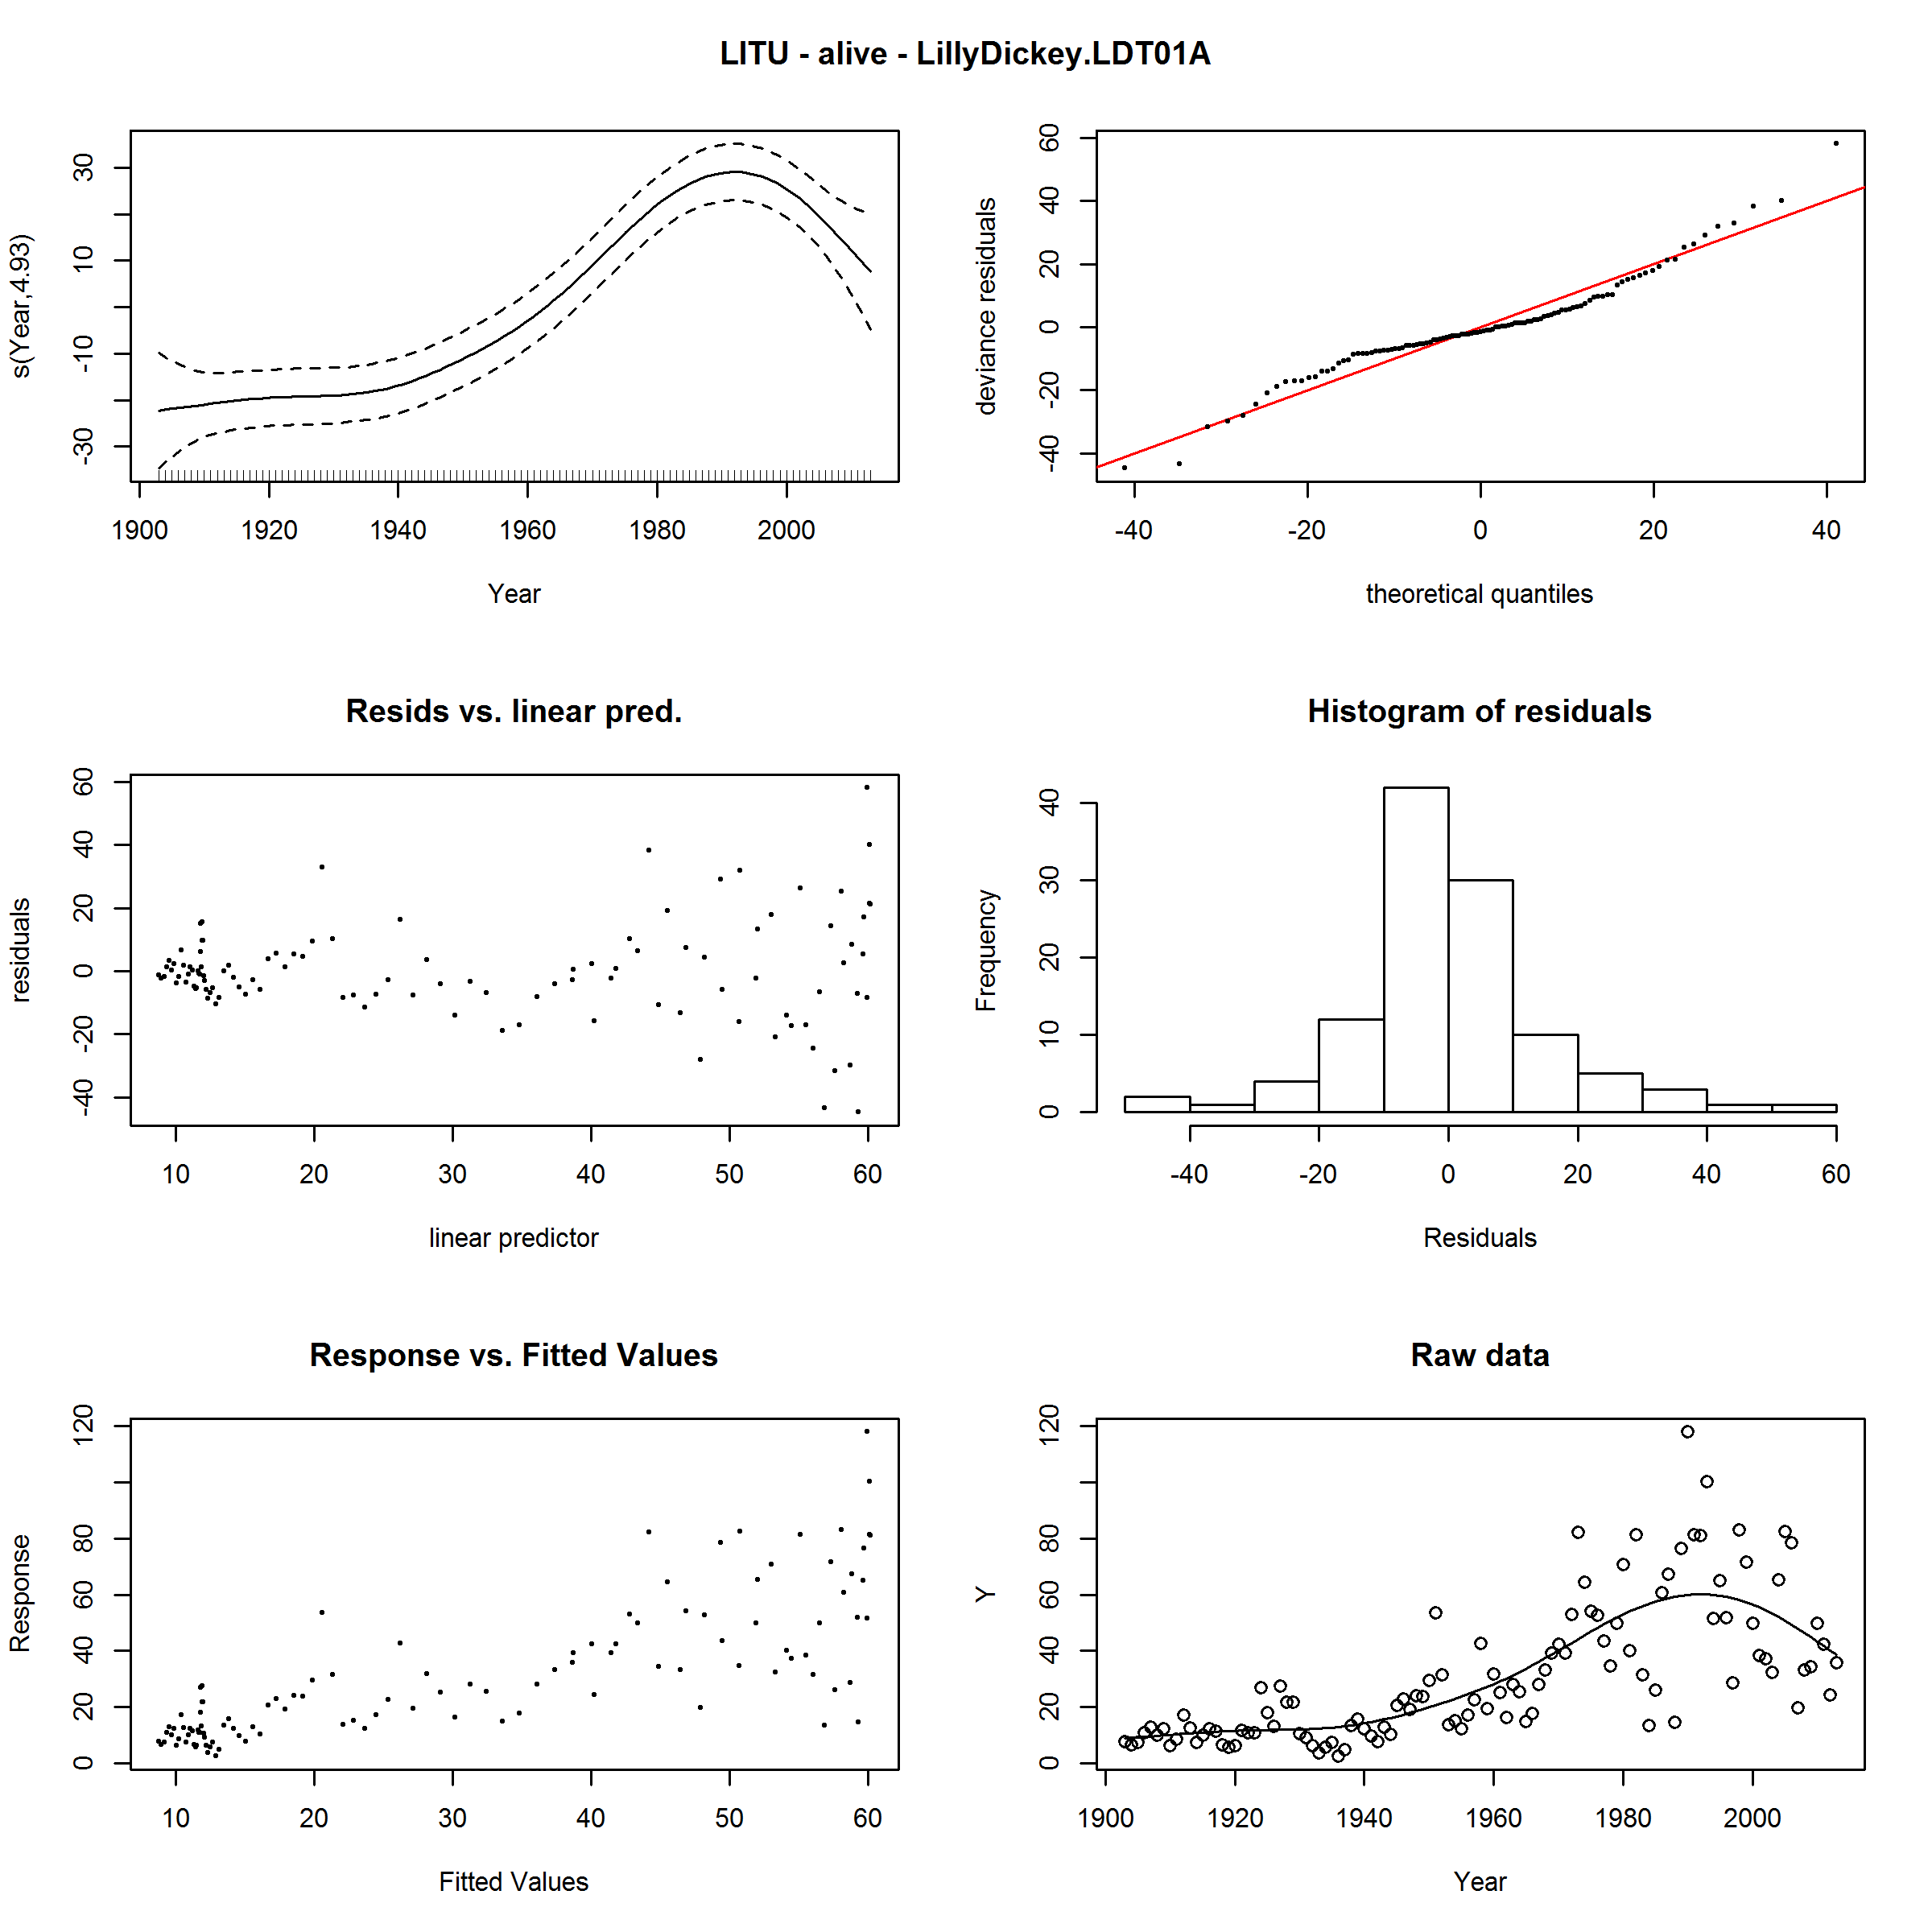 LITU - alive - LillyDickey.LDT01A
s(Year,4.93)
-30 -10 10 30
1900 1920 1940 1960 1980 2000
Year
deviance residuals
-40 -20 0 20 40 60
-40 -20 0 20 40
theoretical quantiles
Resids vs. linear pred.
residuals
-40 -20 0 20 40 60
10 20 30 40 50 60
linear predictor
Histogram of residuals
Frequency
0 10 20 30 40
-40 -20 0 20 40 60
Residuals
Response vs. Fitted Values
Response
0 20 40 60 80 120
10 20 30 40 50 60
Fitted Values
Raw data
Y
0 20 40 60 80 120
1900 1920 1940 1960 1980 2000
Year